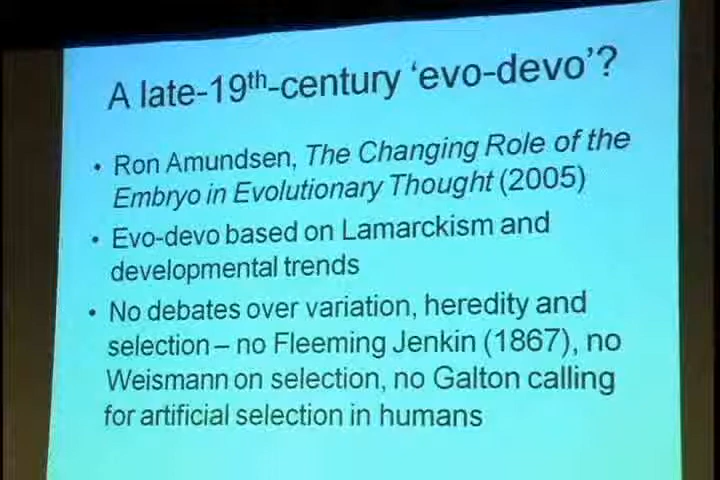 A late-19th-century 'evo-devo'?
• Ron Amundsen, The Changing Role of the
Embryo in Evolutionary Thought (2005)
• Evo-devo based on Lamarckism and
developmental trends
• No debates over variation, heredity and
selection – no Fleeming Jenkin (1867), no
Weismann on selection, no Galton calling
for artificial selection in humans